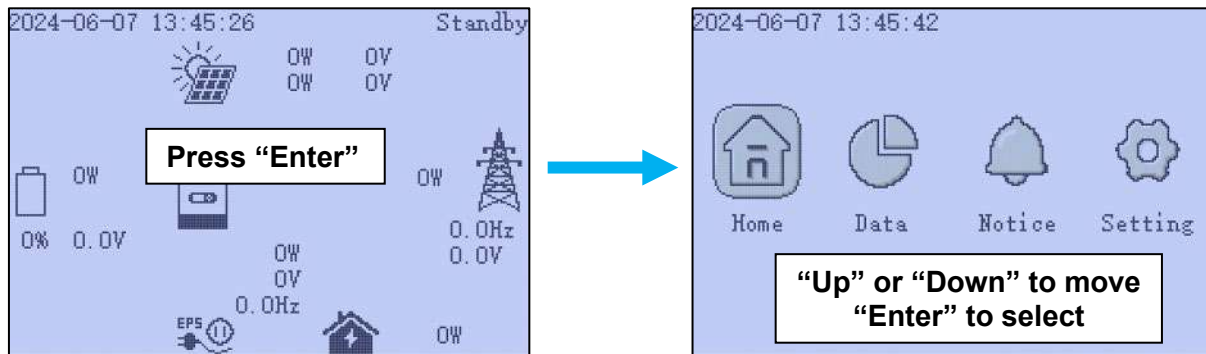 2024-06-07 13:45:26 Standby
0W 0V
0W 0V
Press “Enter”
0W
0W
0% 0.0V
0.0Hz
0.0V
0W
0V
0.0Hz
EPS
0W
2024-06-07 13:45:42
Home Data Notice Setting
“Up” or “Down” to move
“Enter” to select